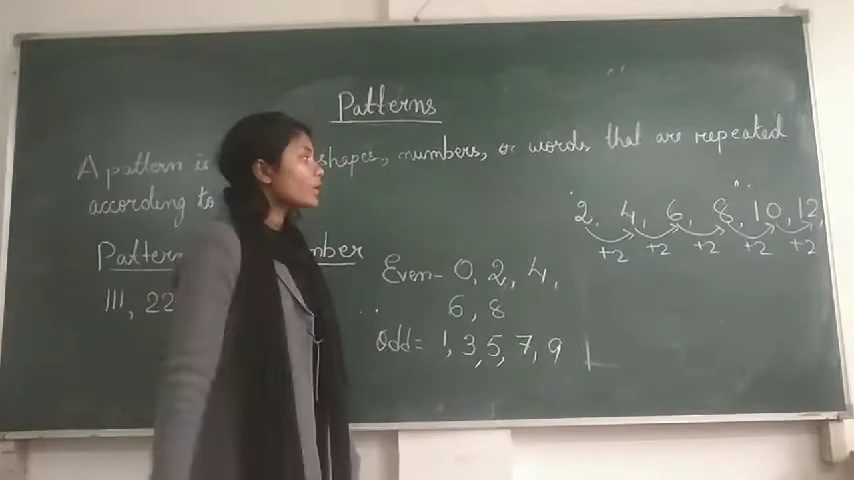 Patterns
A pattern is shapes, numbers, or words that are repeated
according to
2, 4, 6, 8, 10, 12,
+2 +2 +2 +2 +2
Even - 0, 2, 4,
6, 8
111, 22
Odd = 1, 3, 5, 7, 9